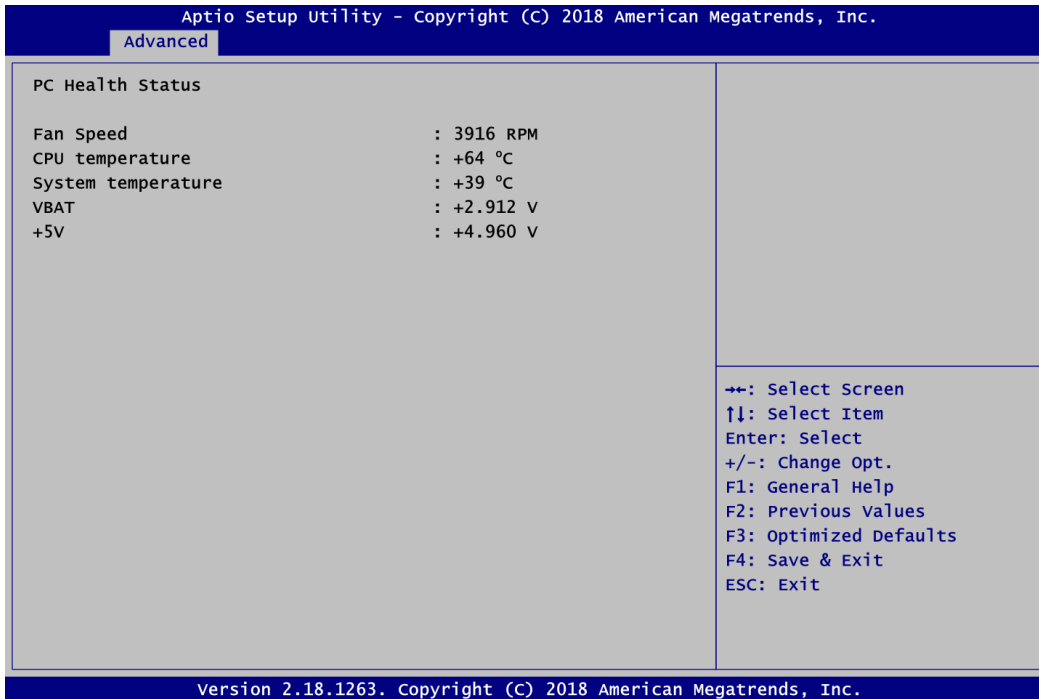 Aptio Setup Utility - Copyright (C) 2018 American Megatrends, Inc.
Advanced
PC Health Status
Fan Speed : 3916 RPM
CPU temperature : +64 °C
System temperature : +39 °C
VBAT : +2.912 V
+5V : +4.960 V
→←: Select Screen
↑↓: Select Item
Enter: Select
+/-: Change Opt.
F1: General Help
F2: Previous Values
F3: Optimized Defaults
F4: Save & Exit
ESC: Exit
Version 2.18.1263. Copyright (C) 2018 American Megatrends, Inc.